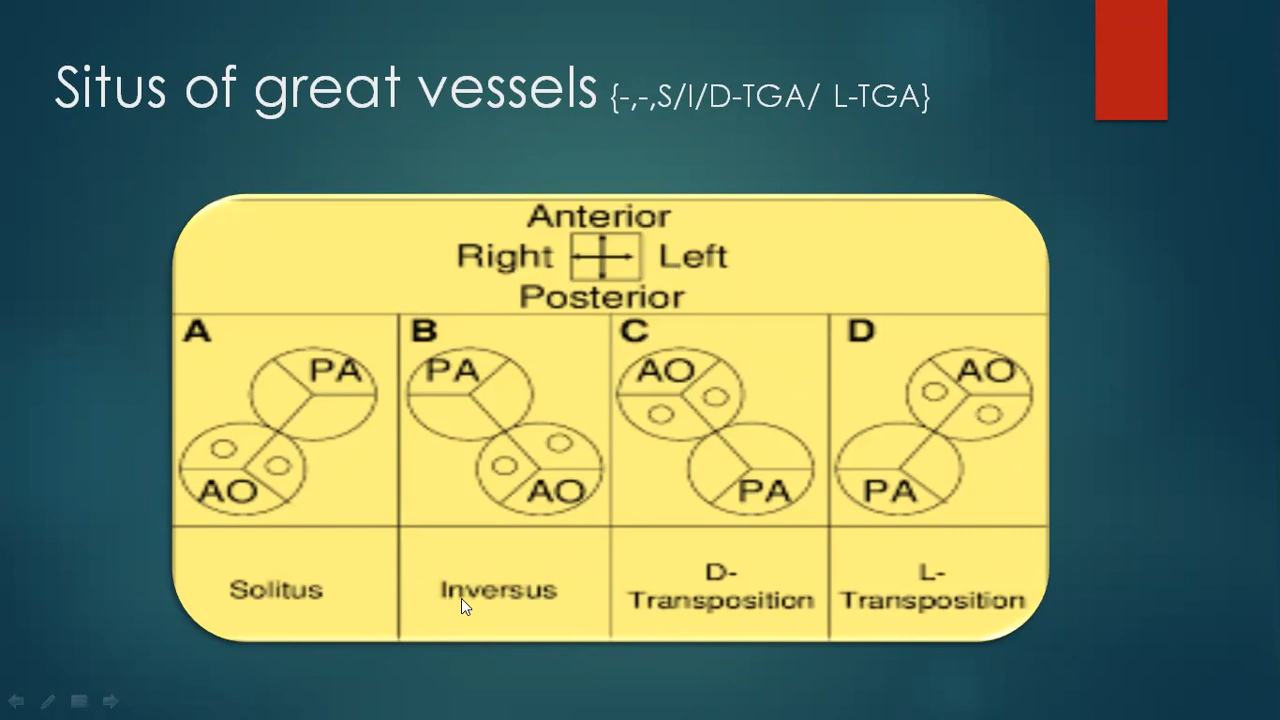 Situs of great vessels {-,-,S/I/D-TGA/ L-TGA}
Anterior
Right Left
Posterior
A B C D
PA PA AO AO
AO AO PA PA
Solitus Inversus D-Transposition L-Transposition